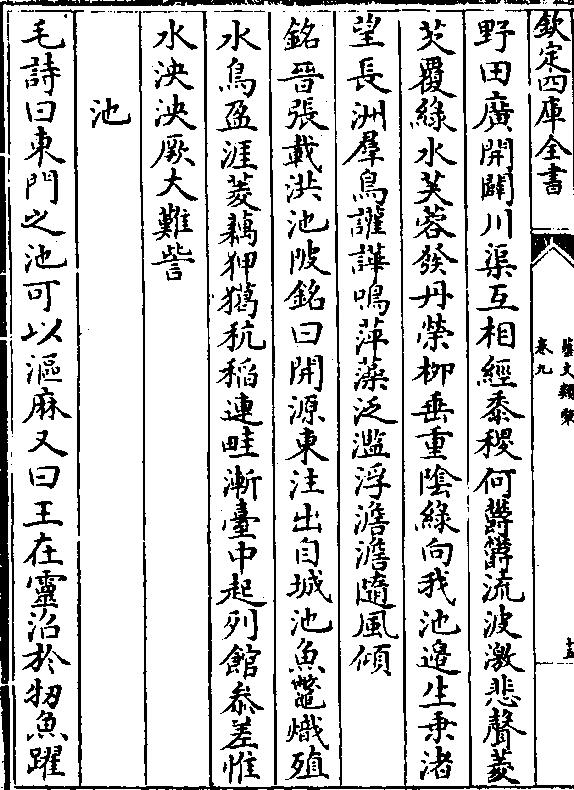 欽定四庫全書
藝文類聚
卷九
野田廣開闢川渠互相經黍稷何鬱鬱流波激悲聲菱
芡覆綠水芙蓉發丹榮柳垂重陰綠向我池邊生乗渚
望長洲羣鳥讙譁鳴萍藻泛濫浮澹澹隨風傾
銘晉張載洪池陂銘曰開源東注出自城池魚鼈熾殖
水鳥盈涯菱藕狎獵秔稻連畦漸臺中起列館叅差惟
水泱泱厥大難訾
池
毛詩曰東門之池可以漚麻又曰王在靈沼於牣魚躍